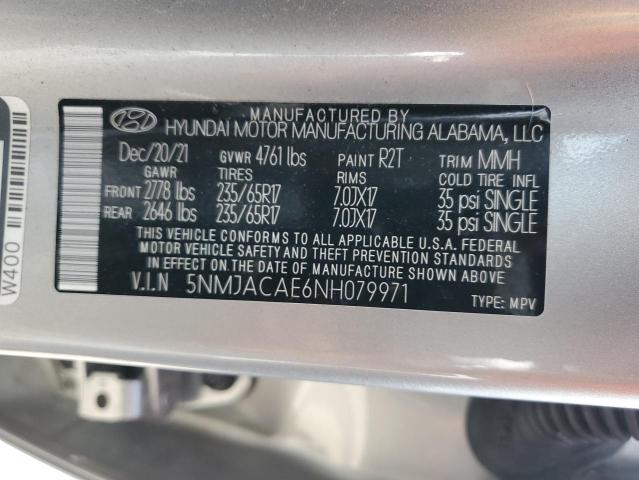 MANUFACTURED BY
HYUNDAI MOTOR MANUFACTURING ALABAMA, LLC
Dec/20/21 GVWR 4761 lbs PAINT R2T TRIM MMH
GAWR TIRES RIMS COLD TIRE INFL
FRONT 2778 lbs 235/65R17 7.0JX17 35 psi SINGLE
REAR 2646 lbs 235/65R17 7.0JX17 35 psi SINGLE
THIS VEHICLE CONFORMS TO ALL APPLICABLE U.S.A. FEDERAL
MOTOR VEHICLE SAFETY AND THEFT PREVENTION STANDARDS
IN EFFECT ON THE DATE OF MANUFACTURE SHOWN ABOVE.
V.I.N 5NMJACAE6NH079971
TYPE: MPV
W400